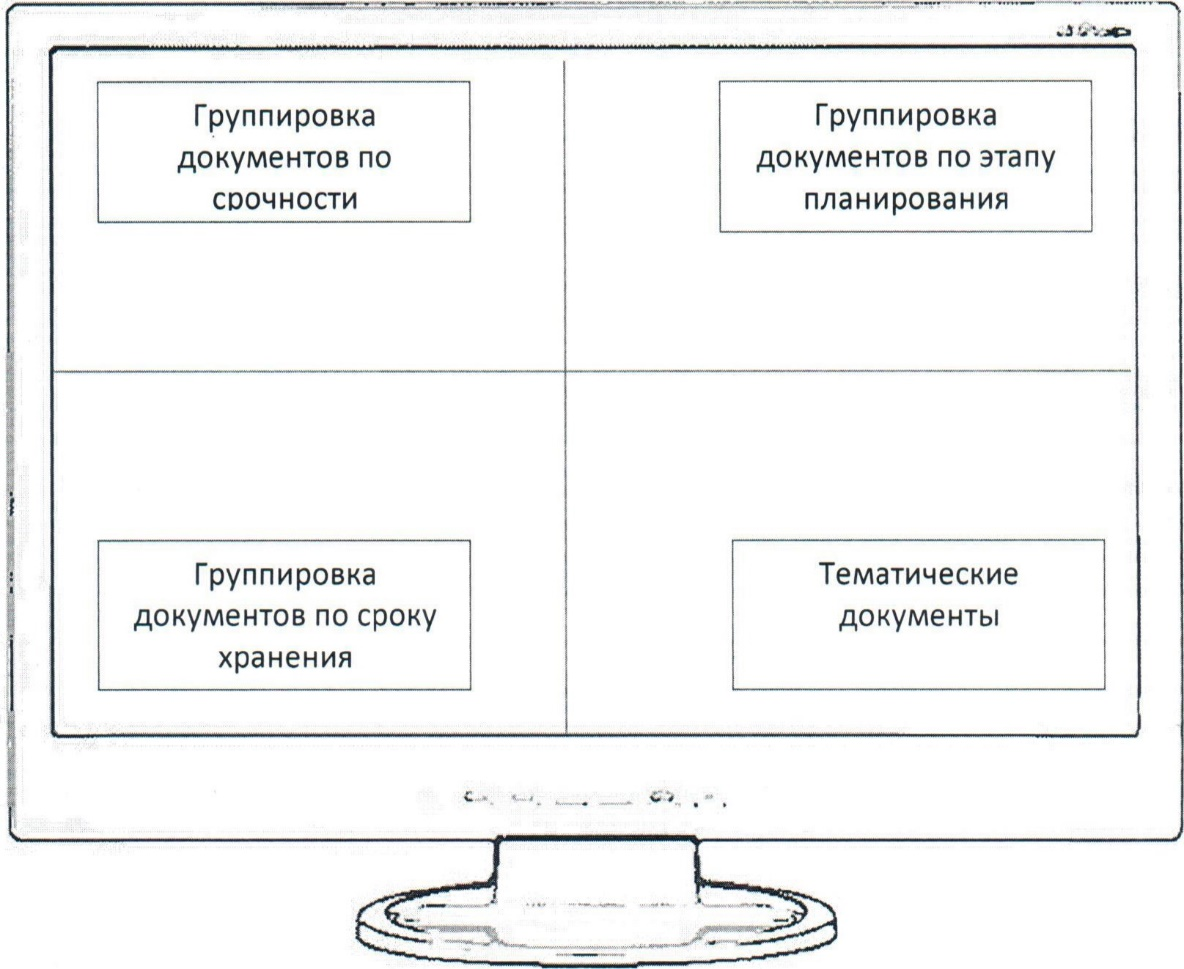 Группировка
документов по
срочности
Группировка
документов по этапу
планирования
Группировка
документов по сроку
хранения
Тематические
документы